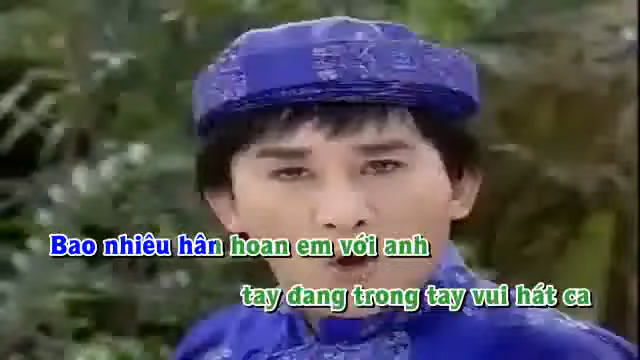 Bao nhiêu hân hoan em với anh
tay đang trong tay vui hát ca